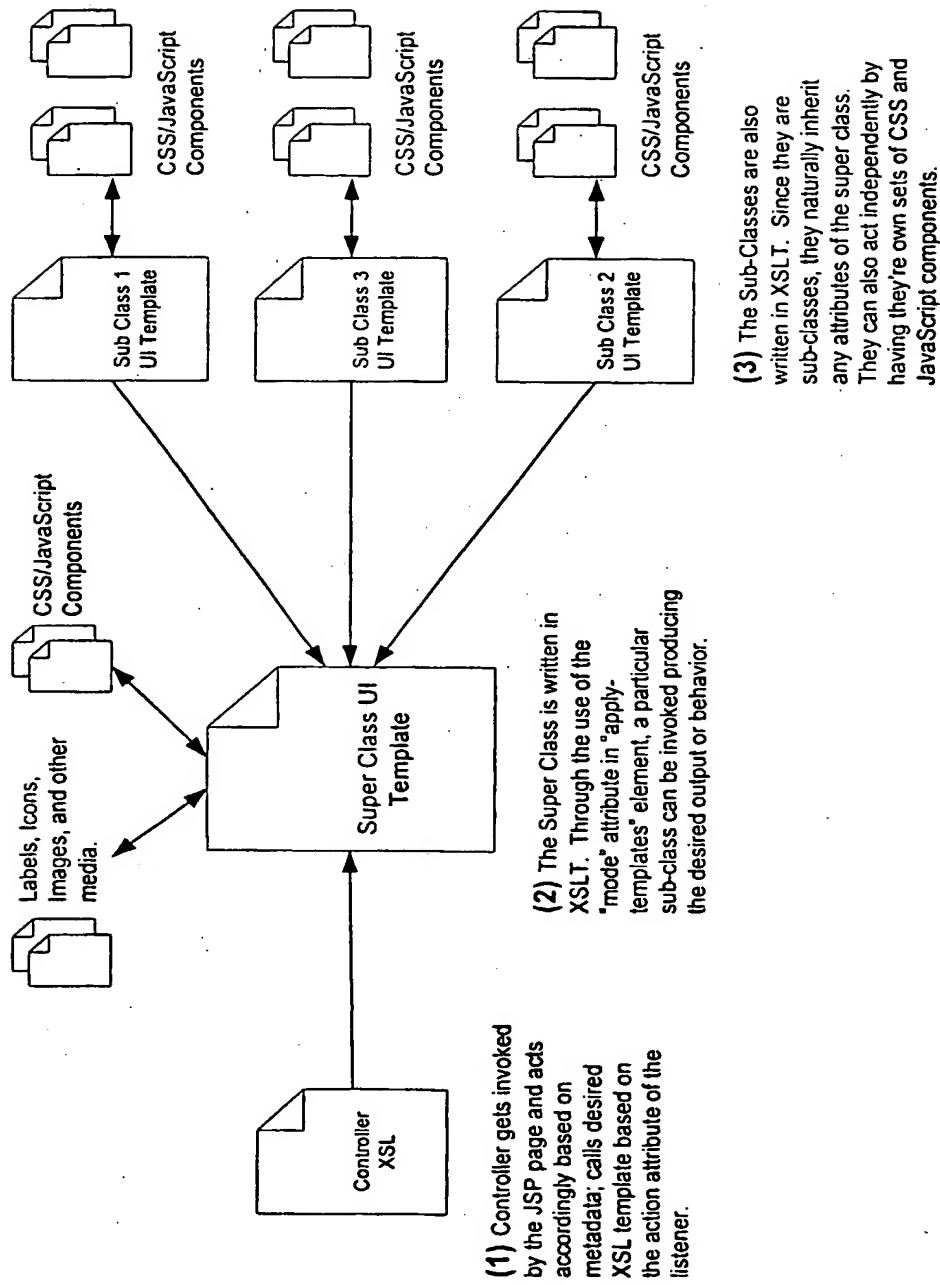 Labels, Icons,
Images, and other
media.
CSS/JavaScript
Components
Controller
XSL
Super Class UI
Template
Sub Class 1
UI Template
CSS/JavaScript
Components
Sub Class 3
UI Template
CSS/JavaScript
Components
Sub Class 2
UI Template
CSS/JavaScript
Components
(1) Controller gets invoked
by the JSP page and acts
accordingly based on
metadata; calls desired
XSL template based on
the action attribute of the
listener.
(2) The Super Class is written in
XSLT. Through the use of the
"mode" attribute in "apply-
templates" element, a particular
sub-class can be invoked producing
the desired output or behavior.
(3) The Sub-Classes are also
written in XSLT. Since they are
sub-classes, they naturally inherit
any attributes of the super class.
They can also act independently by
having they're own sets of CSS and
JavaScript components.